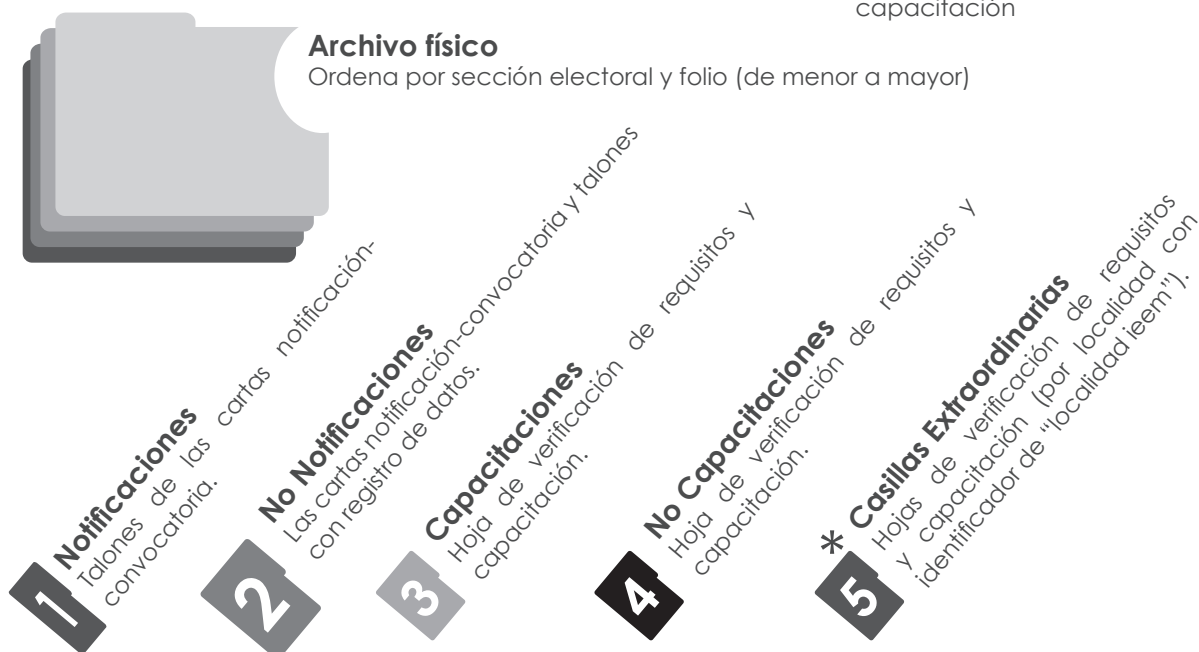 capacitación
Archivo físico
Ordena por sección electoral y folio (de menor a mayor)
1
Notificaciones
Talones de las cartas notificación-
convocatoria.
2
No Notificaciones
Las cartas notificación-convocatoria y talones
con registro de datos.
3
Capacitaciones
Hoja de verificación de requisitos y
capacitación.
4
No Capacitaciones
Hoja de verificación de requisitos y
capacitación.
5
* Casillas Extraordinarias
Hojas de verificación de requisitos
y capacitación (por localidad con
identificador de “localidad ieem”).